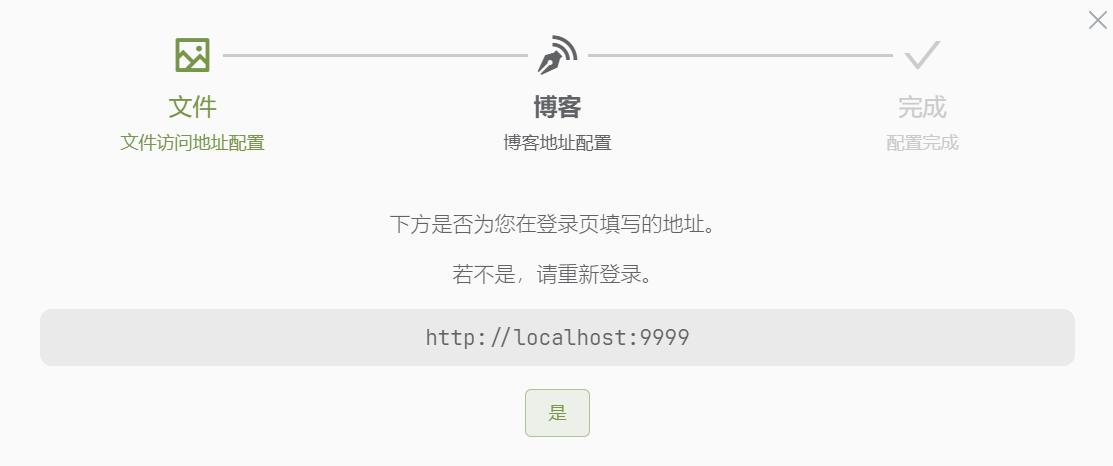 文件
文件访问地址配置
博客
博客地址配置
完成
配置完成
下方是否为您在登录页填写的地址。
若不是，请重新登录。
http://localhost:9999
是